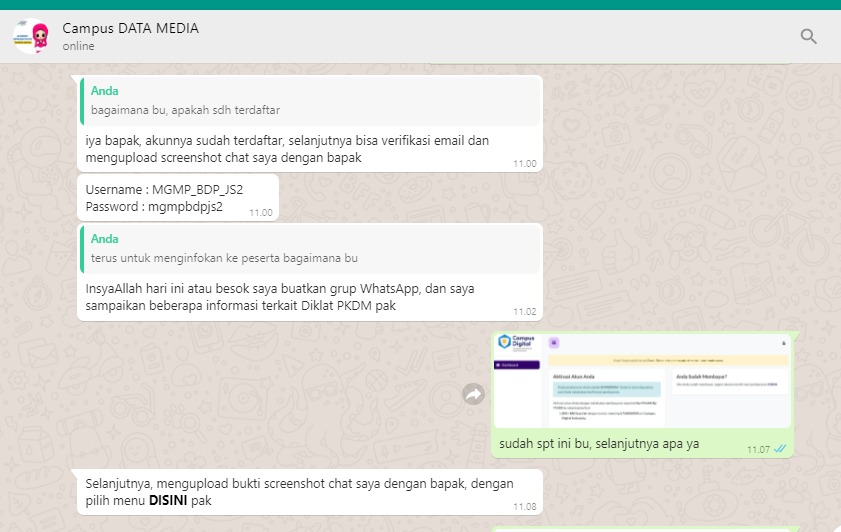 Campus DATA MEDIA
online
Anda
bagaimana bu, apakah sdh terdaftar
iya bapak, akunnya sudah terdaftar, selanjutnya bisa verifikasi email dan
mengupload screenshot chat saya dengan bapak
11.00
Username : MGMP_BDP_JS2
Password : mgmpbdpjs2
11.00
Anda
terus untuk menginfokan ke peserta bagaimana bu
InsyaAllah hari ini atau besok saya buatkan grup WhatsApp, dan saya
sampaikan beberapa informasi terkait Diklat PKDM pak
11.02
Campus
Digital
Dashboard
Aktivasi Akun Anda
Anda Sudah Membayar?
sudah spt ini bu, selanjutnya apa ya
11.07
Selanjutnya, mengupload bukti screenshot chat saya dengan bapak, dengan
pilih menu DISINI pak
11.08